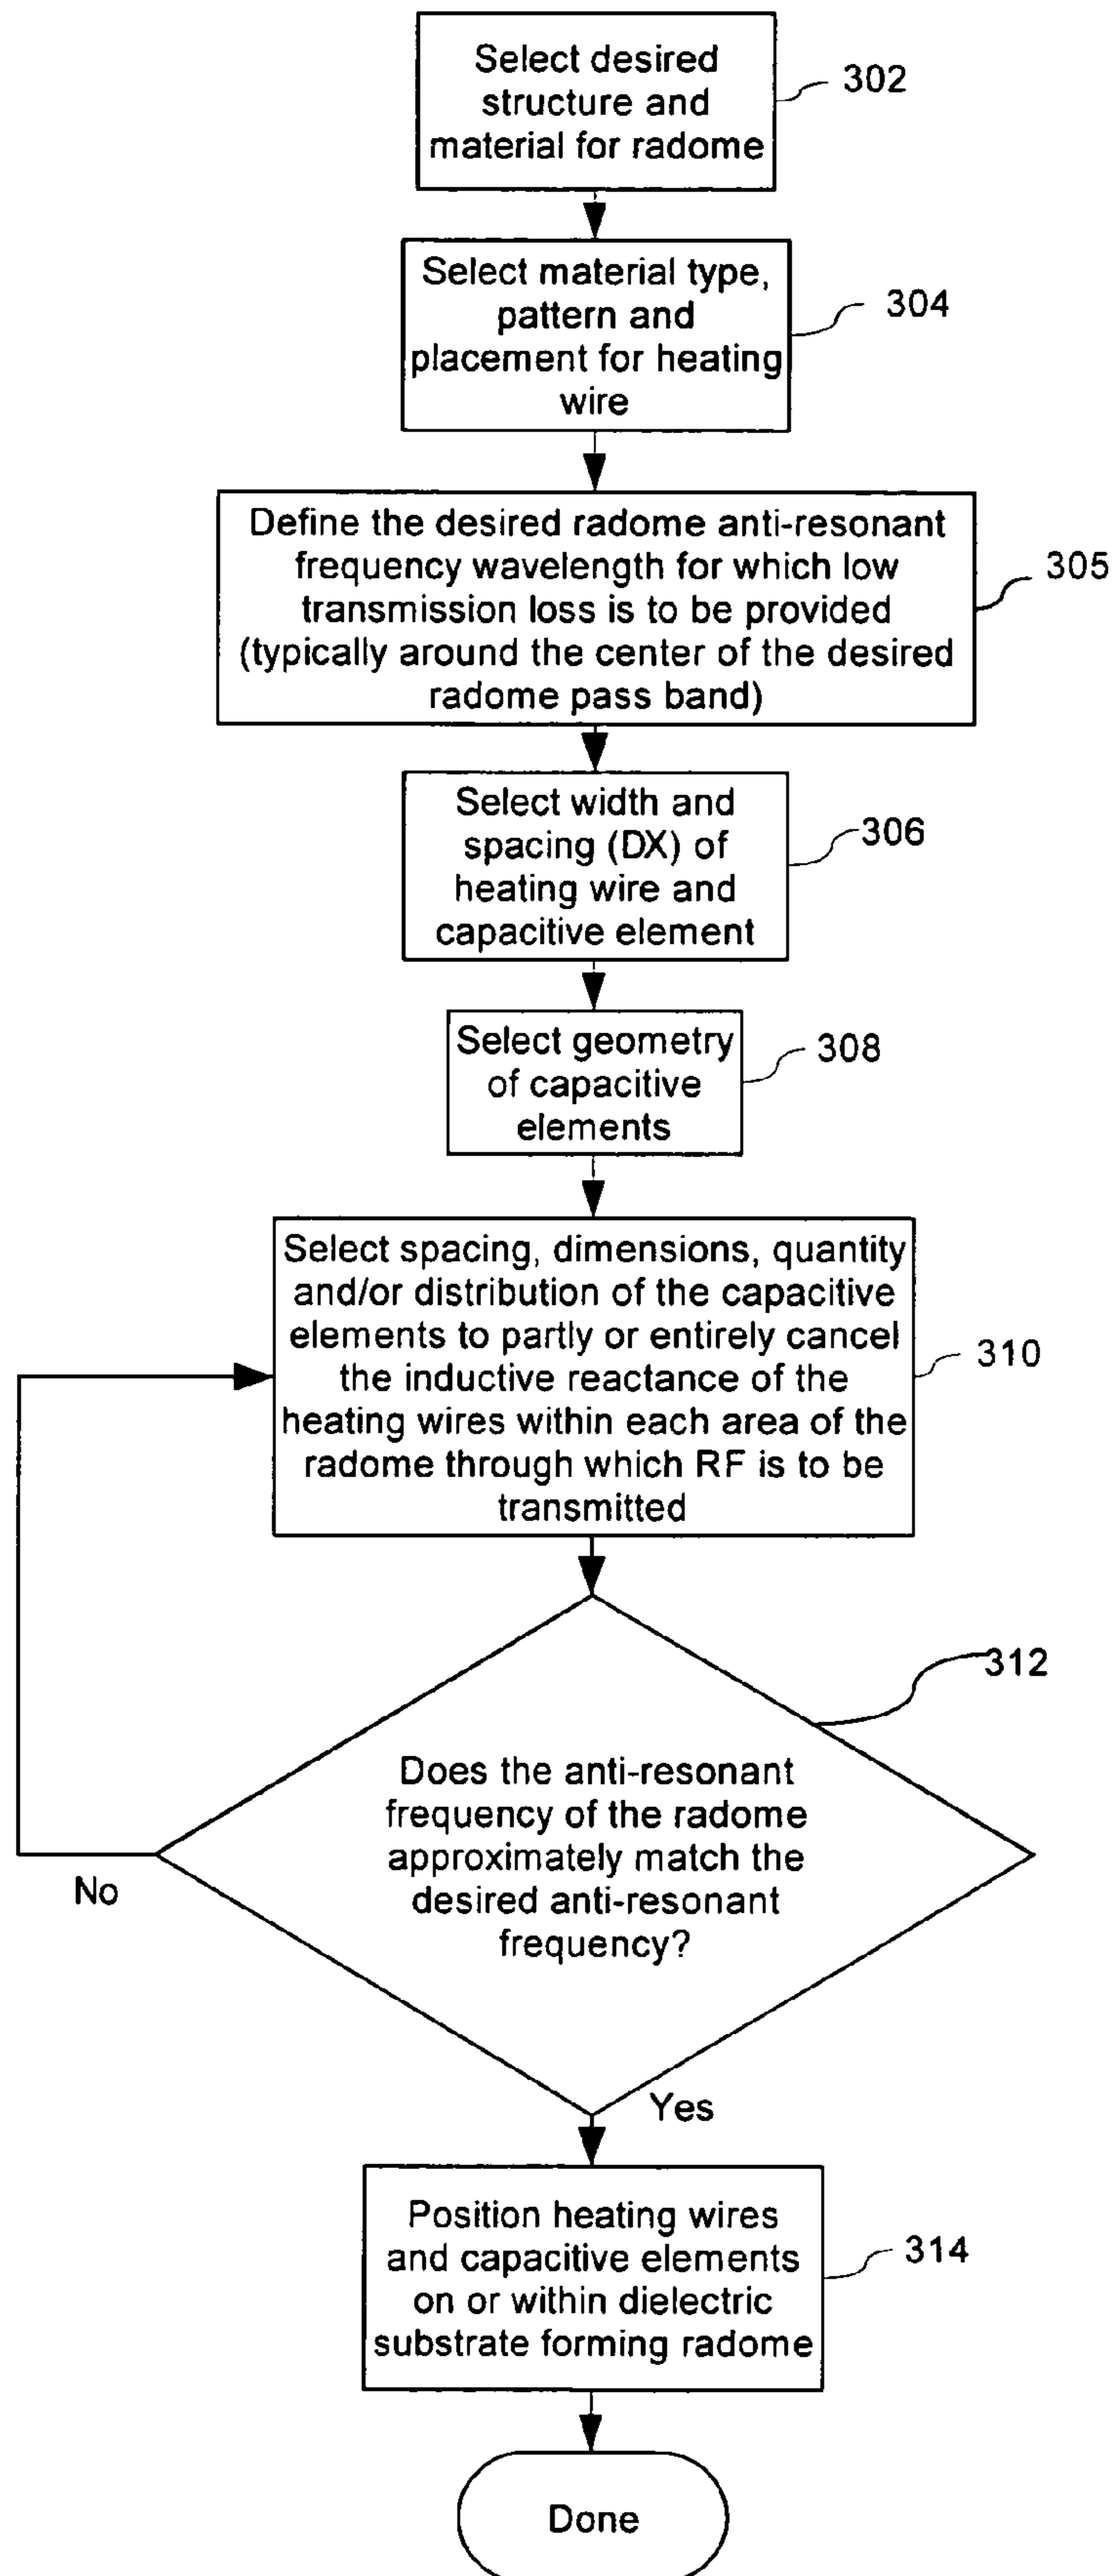 Select desired
structure and
material for radome
302
Select material type,
pattern and
placement for heating
wire
304
Define the desired radome anti-resonant
frequency wavelength for which low
transmission loss is to be provided
(typically around the center of the desired
radome pass band)
305
Select width and
spacing (DX) of
heating wire and
capacitive element
306
Select geometry
of capacitive
elements
308
Select spacing, dimensions, quantity
and/or distribution of the capacitive
elements to partly or entirely cancel
the inductive reactance of the
heating wires within each area of the
radome through which RF is to be
transmitted
310
312
Does the anti-resonant
frequency of the radome
approximately match the
desired anti-resonant
frequency?
No
Yes
Position heating wires
and capacitive elements
on or within dielectric
substrate forming radome
314
Done